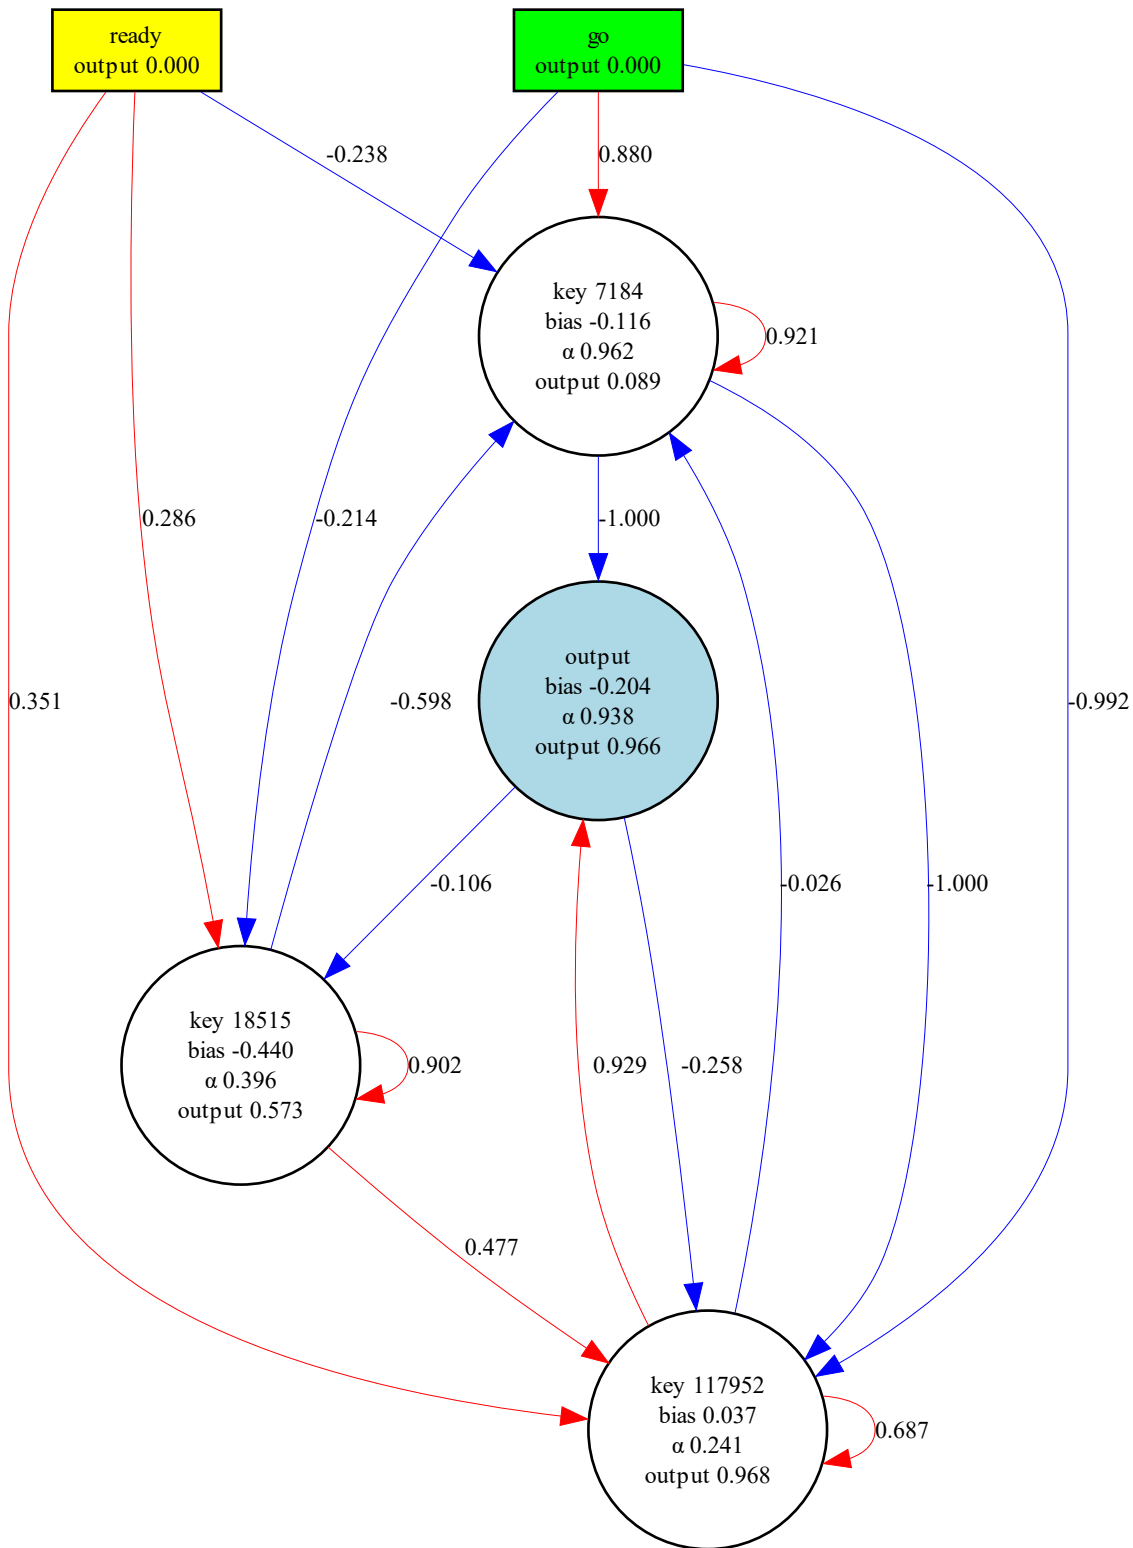 ready
output 0.000
go
output 0.000
-0.238
0.880
key 7184
bias -0.116
α 0.962
output 0.089
0.921
0.286
-0.214
-1.000
output
bias -0.204
α 0.938
output 0.966
0.351
-0.598
-0.992
-0.106
-0.026
-1.000
key 18515
bias -0.440
α 0.396
output 0.573
0.902
0.929
-0.258
0.477
key 117952
bias 0.037
α 0.241
output 0.968
0.687